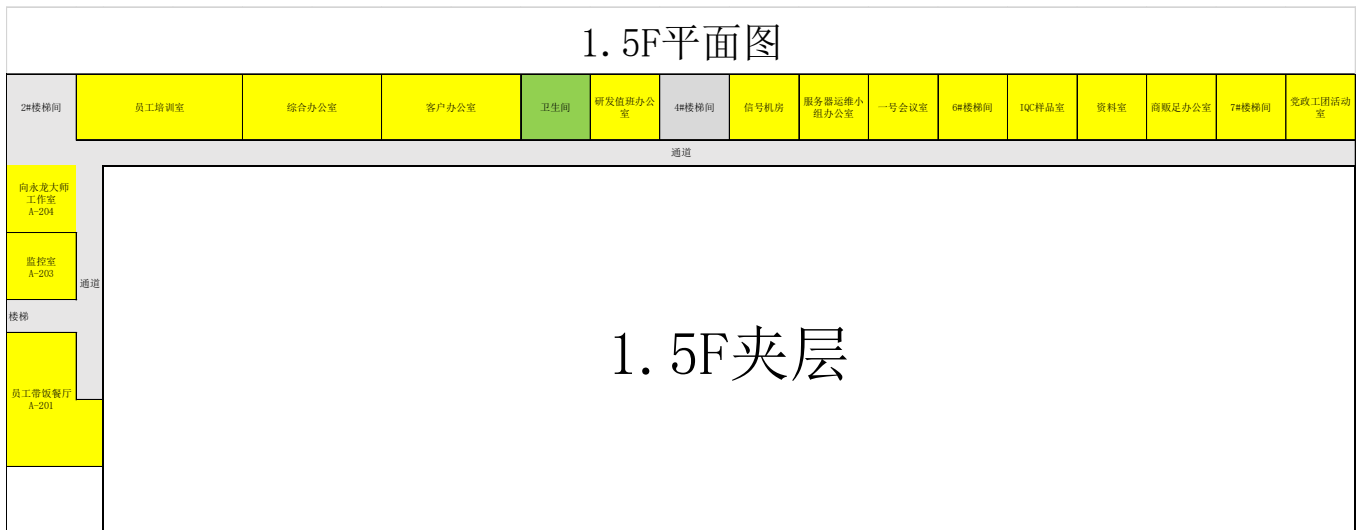 1. 5F平面图
2#楼梯间
员工培训室
综合办公室
客户办公室
卫生间
研发值班办公
室
4#楼梯间
信号机房
服务器运维小
组办公室
一号会议室
6#楼梯间
IQC样品室
资料室
商贩足办公室
7#楼梯间
党政工团活动
室
通道
向永龙大师
工作室
A-204
监控室
A-203
通道
楼梯
员工带饭餐厅
A-201
1. 5F夹层